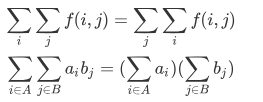 ∑_i ∑_j f(i,j) = ∑_j ∑_i f(i,j)
∑_{i∈A} ∑_{j∈B} a_i b_j = (∑_{i∈A} a_i)(∑_{j∈B} b_j)